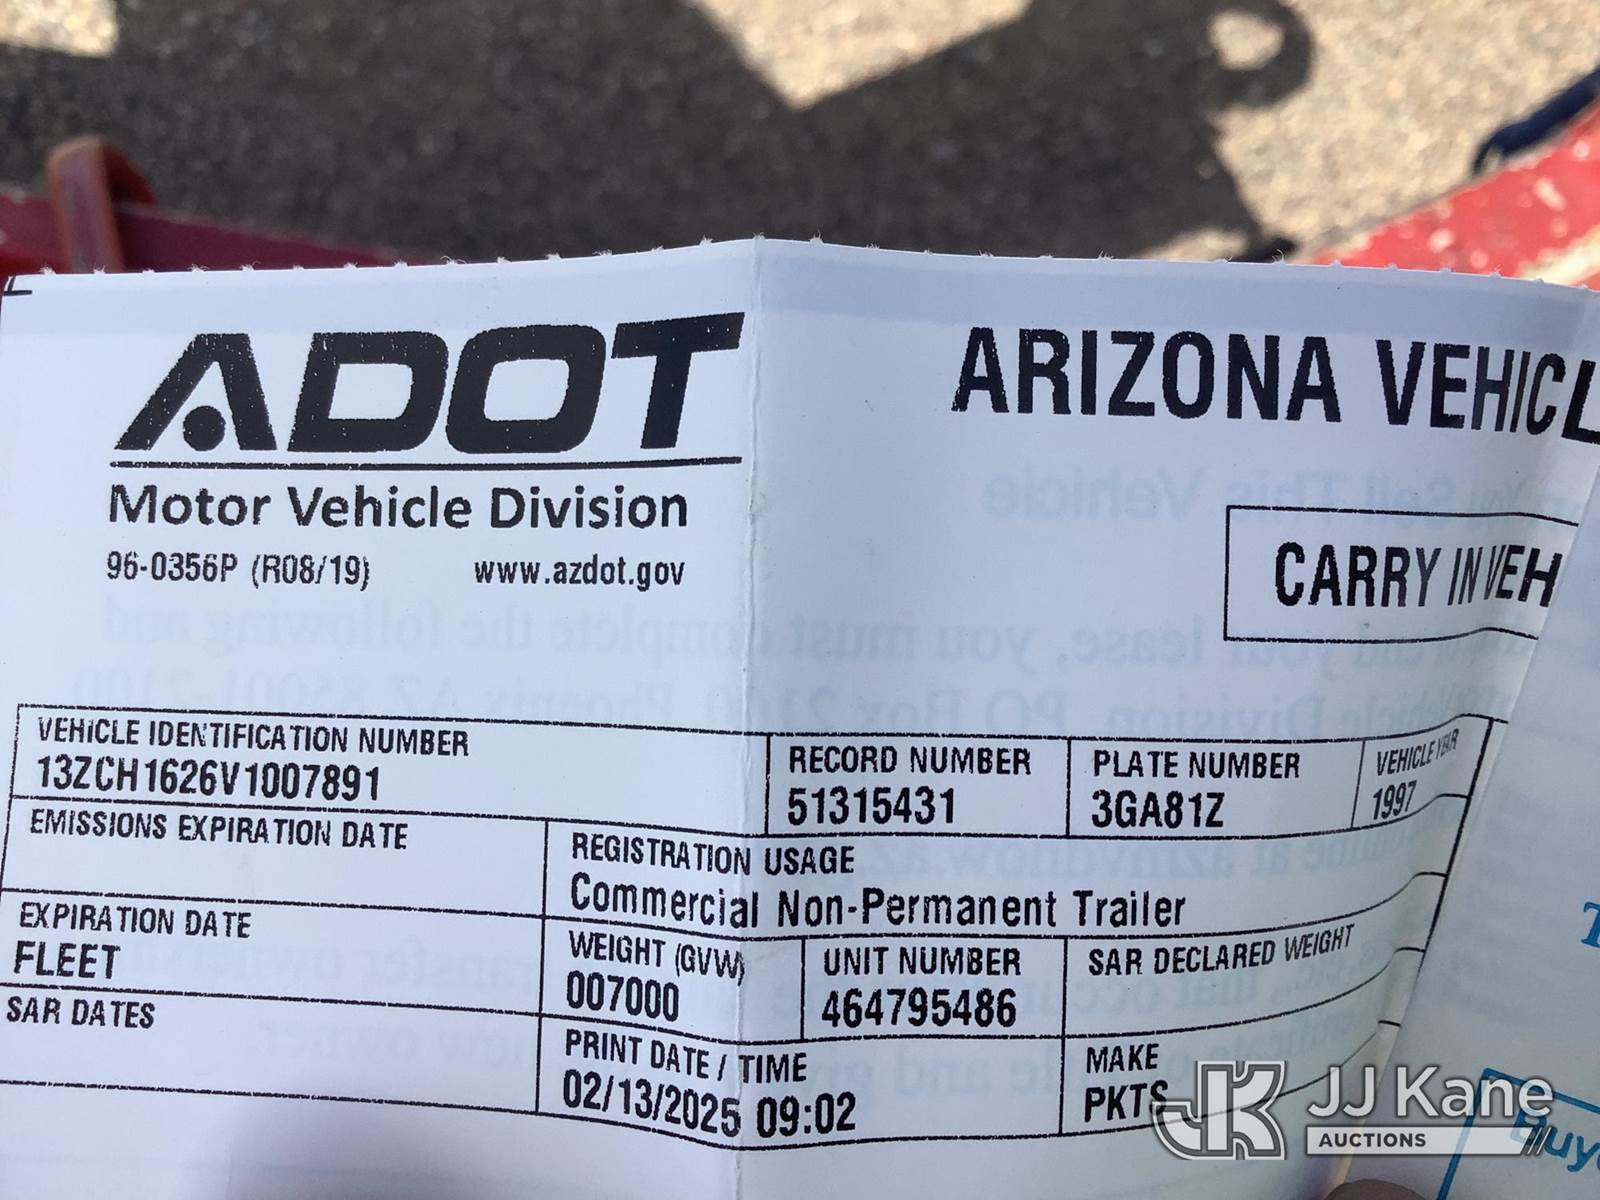 ADOT
Motor Vehicle Division
96-0356P (R08/19) www.azdot.gov
ARIZONA VEHICL
CARRY IN VEH
VEHICLE IDENTIFICATION NUMBER
13ZCH1626V1007891
RECORD NUMBER
51315431
PLATE NUMBER
3GA81Z
VEHICLE YEAR
1997
EMISSIONS EXPIRATION DATE
REGISTRATION USAGE
Commercial Non-Permanent Trailer
EXPIRATION DATE
FLEET
WEIGHT (GVW)
007000
UNIT NUMBER
464795486
SAR DECLARED WEIGHT
SAR DATES
PRINT DATE / TIME
02/13/2025 09:02
MAKE
PKTS
JJ Kane
AUCTIONS